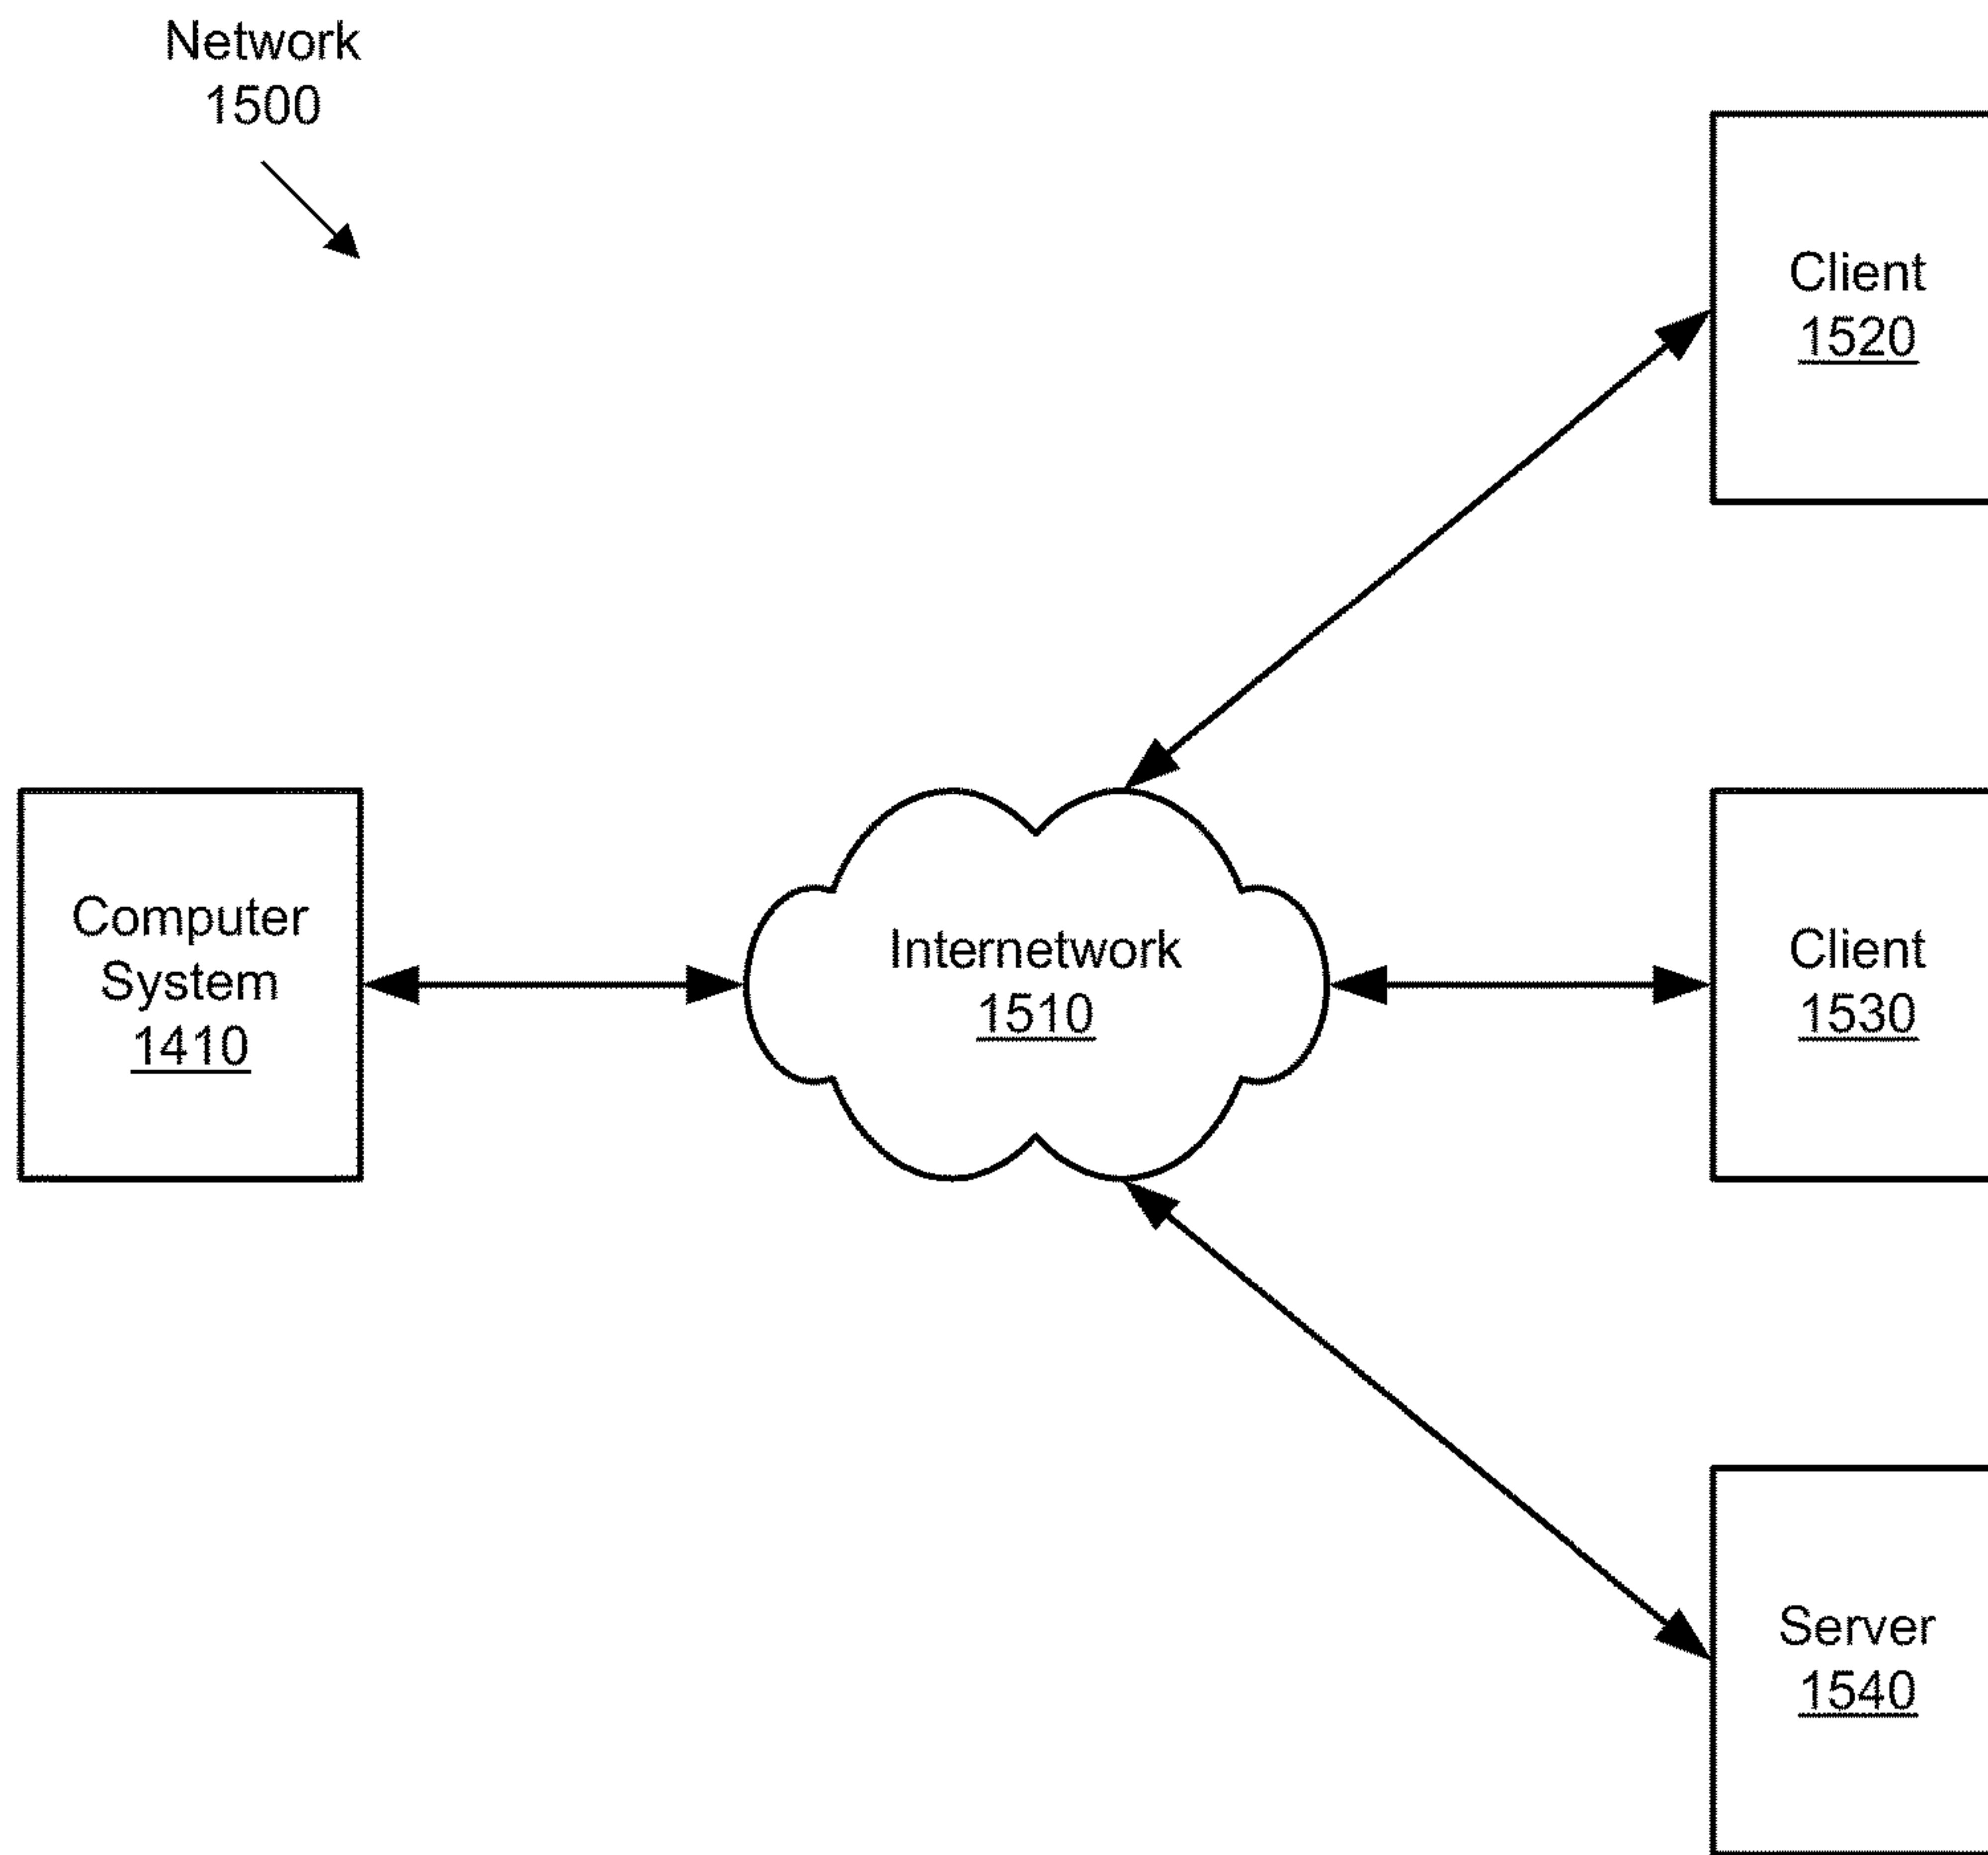 Network
1500
Client
1520
Computer
System
1410
Internetwork
1510
Client
1530
Server
1540